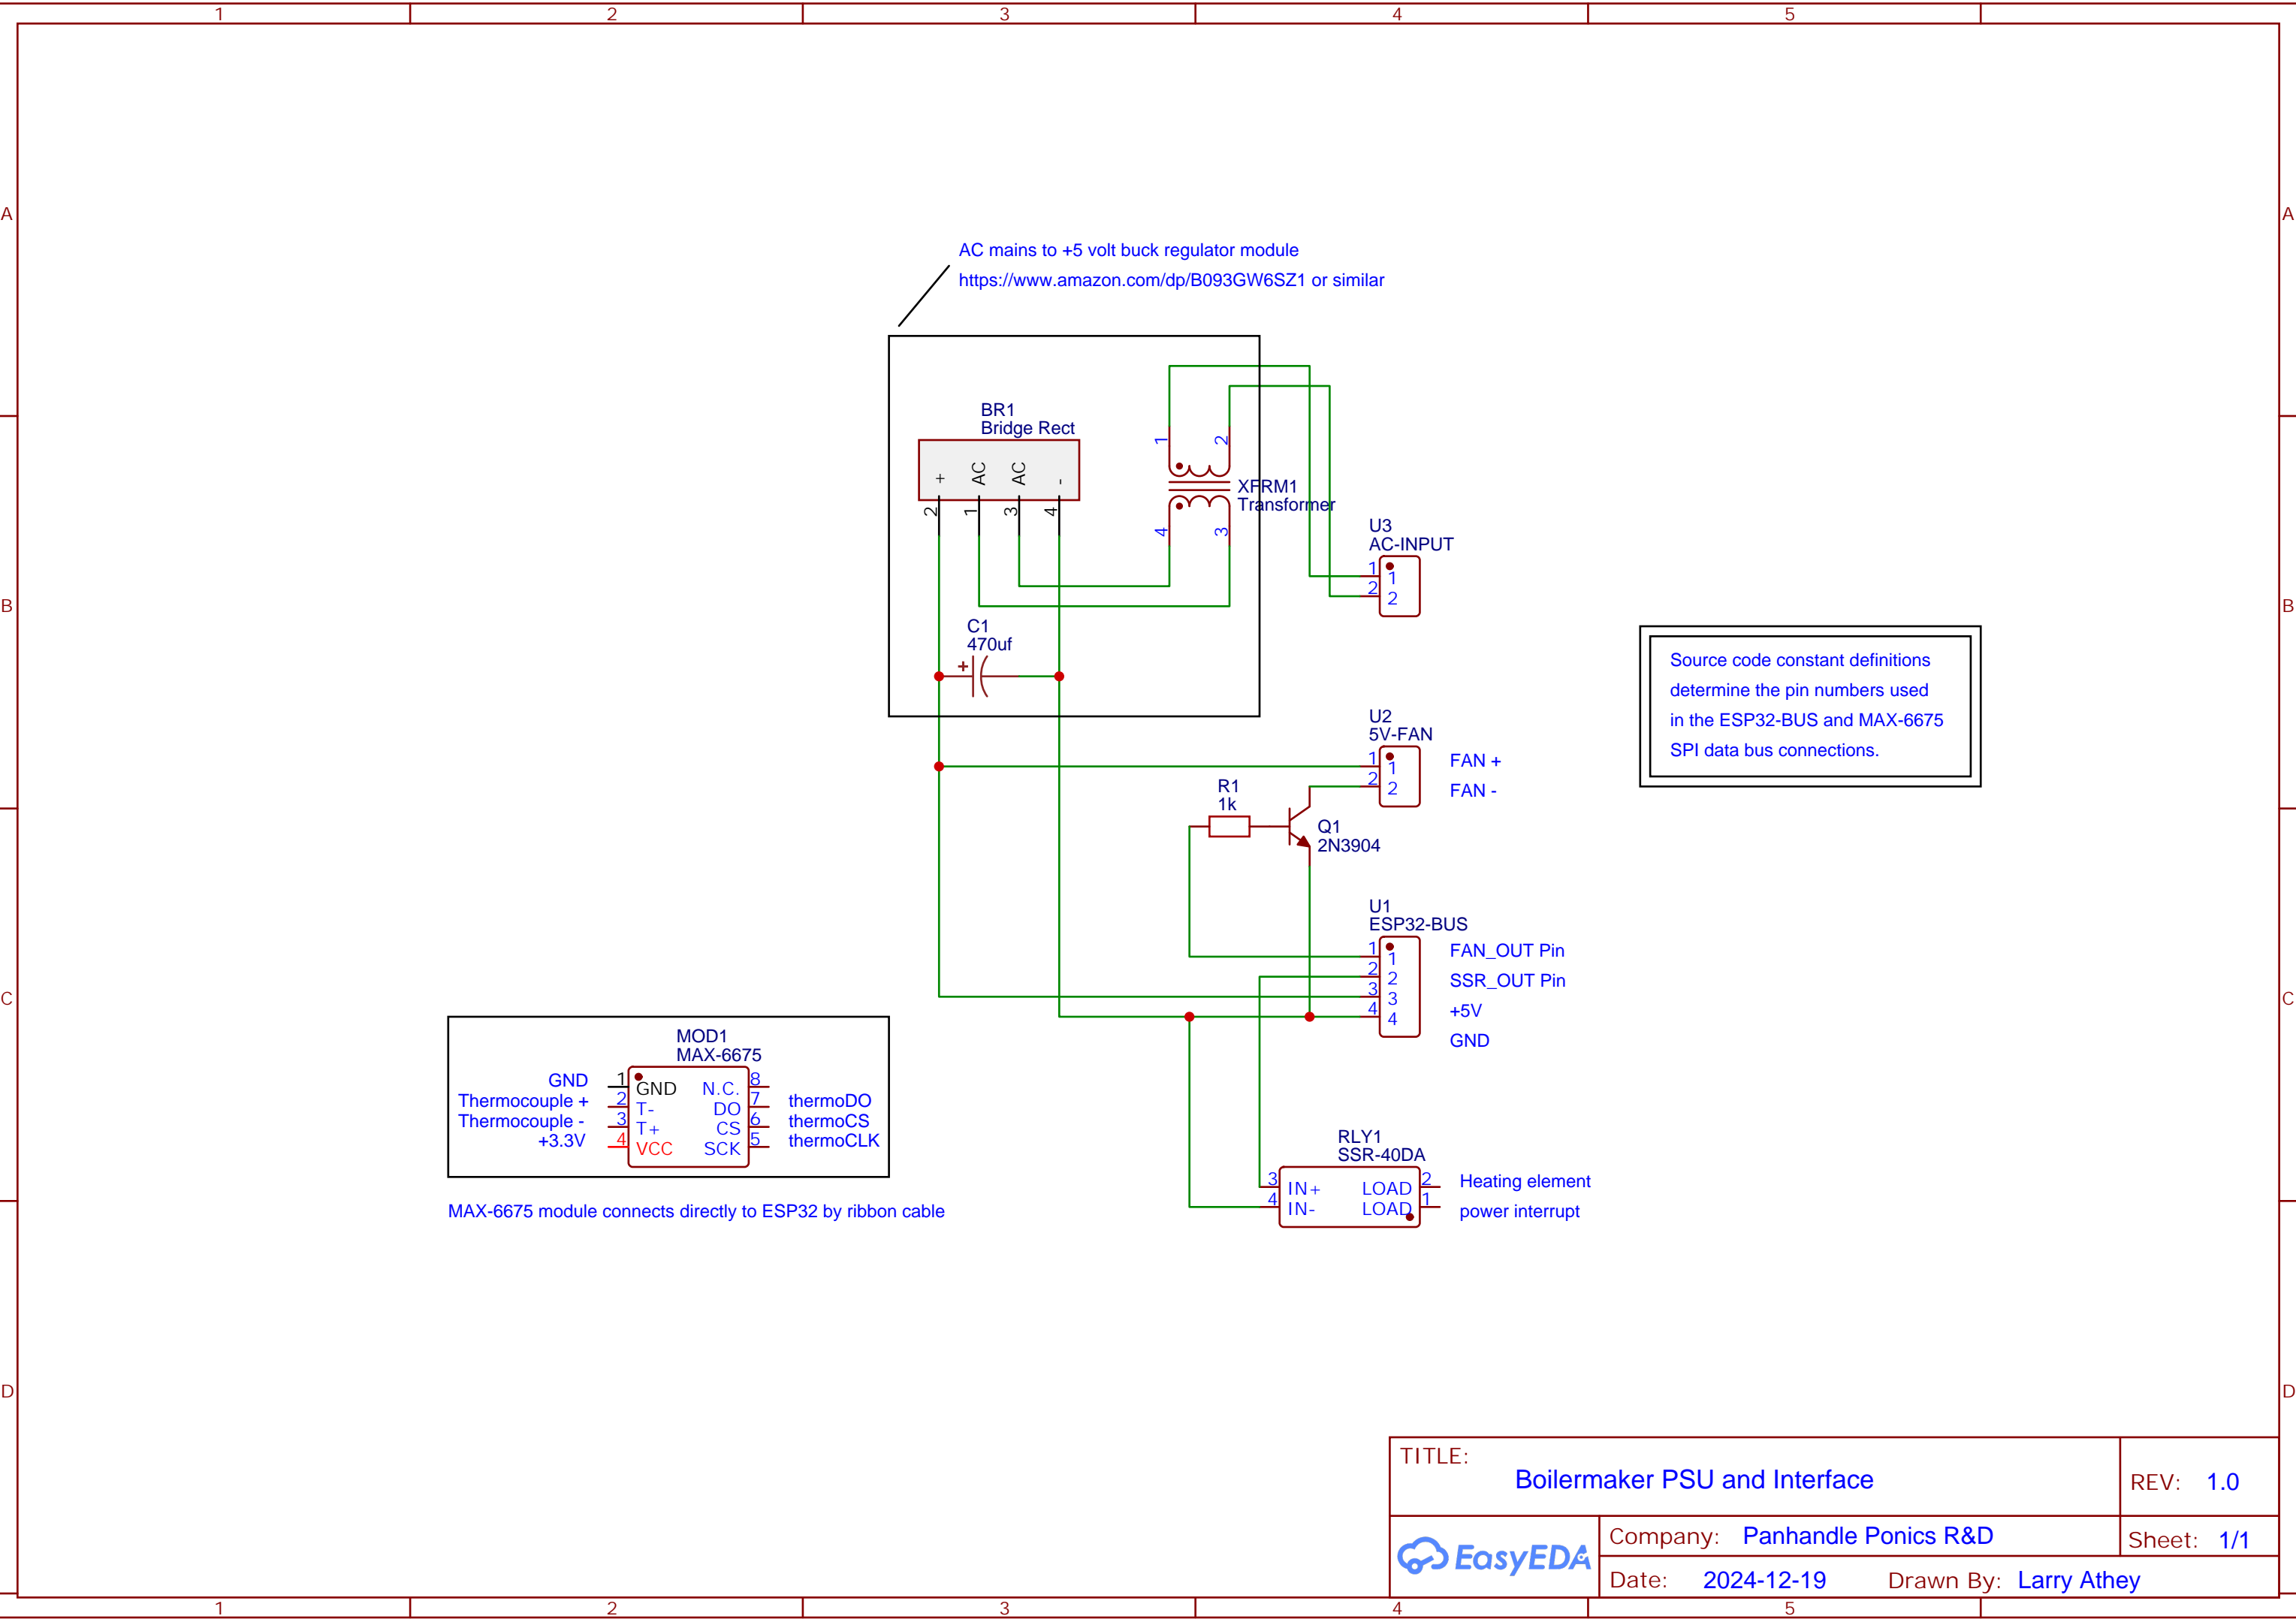 1 2 3 4 5
A A
AC mains to +5 volt buck regulator module
https://www.amazon.com/dp/B093GW6SZ1 or similar
BR1
Bridge Rect
+ AC AC -
2 1 3 4
1 2
XFRM1
Transformer
4 3
U3
AC-INPUT
1 1
2 2
B B
C1
470uf
+
Source code constant definitions
determine the pin numbers used
in the ESP32-BUS and MAX-6675
SPI data bus connections.
U2
5V-FAN
1 1 FAN +
2 2 FAN -
R1
1k
Q1
2N3904
U1
ESP32-BUS
1 1 FAN_OUT Pin
2 2 SSR_OUT Pin
3 3 +5V
4 4 GND
C C
MOD1
MAX-6675
GND 1 GND N.C. 8
Thermocouple + 2 T- DO 7 thermoDO
Thermocouple - 3 T+ CS 6 thermoCS
+3.3V 4 VCC SCK 5 thermoCLK
MAX-6675 module connects directly to ESP32 by ribbon cable
RLY1
SSR-40DA
3 IN+ LOAD 2 Heating element
4 IN- LOAD 1 power interrupt
D D
TITLE:
Boilermaker PSU and Interface
REV: 1.0
EasyEDA
Company: Panhandle Ponics R&D
Sheet: 1/1
Date: 2024-12-19 Drawn By: Larry Athey
1 2 3 4 5